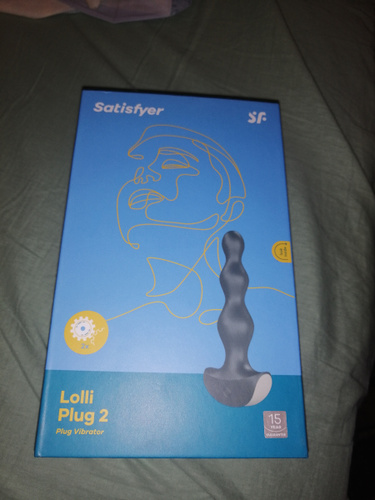 Satisfyer
SF
Lolli
Plug 2
Plug Vibrator
15